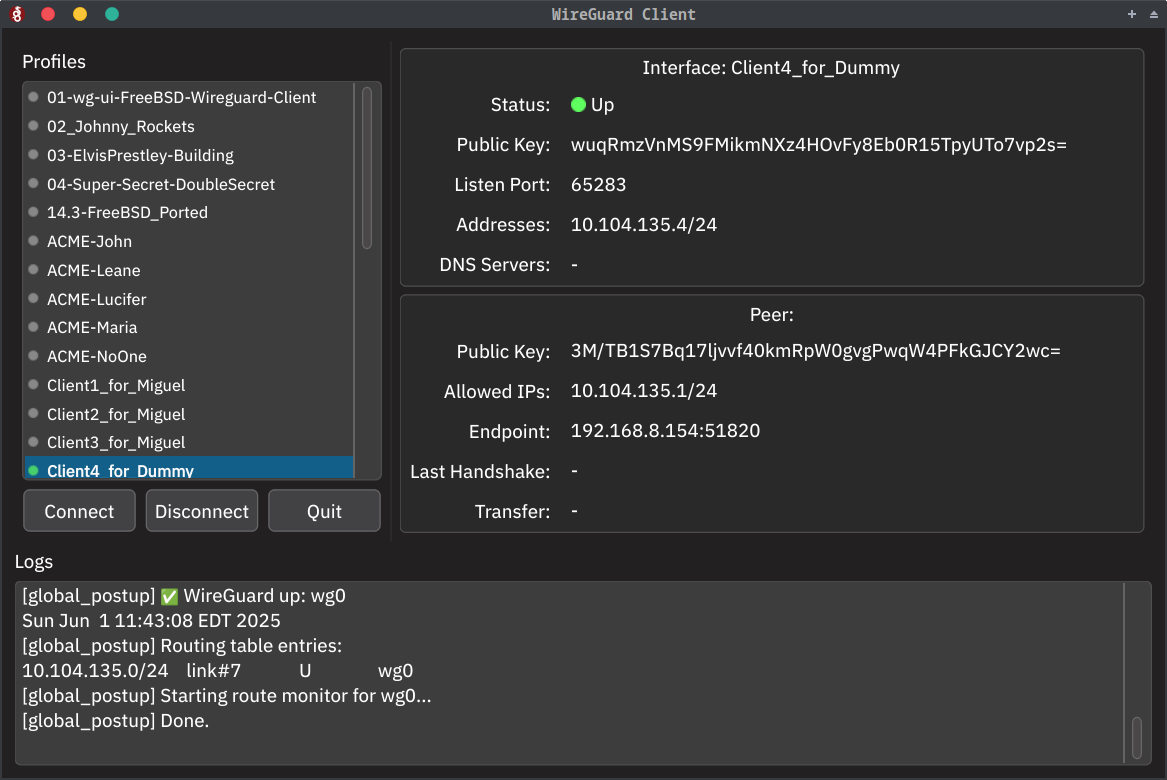 WireGuard Client
Profiles
01-wg-ui-FreeBSD-Wireguard-Client
02_Johnny_Rockets
03-ElvisPrestley-Building
04-Super-Secret-DoubleSecret
14.3-FreeBSD_Ported
ACME-John
ACME-Leane
ACME-Lucifer
ACME-Maria
ACME-NoOne
Client1_for_Miguel
Client2_for_Miguel
Client3_for_Miguel
Client4_for_Dummy
Connect Disconnect Quit
Interface: Client4_for_Dummy
Status: Up
Public Key: wuqRmzVnMS9FMikmNXz4HOvFy8Eb0R15TpyUTo7vp2s=
Listen Port: 65283
Addresses: 10.104.135.4/24
DNS Servers: -
Peer:
Public Key: 3M/TB1S7Bq17ljvvf40kmRpW0gvgPwqW4PFkGJCY2wc=
Allowed IPs: 10.104.135.1/24
Endpoint: 192.168.8.154:51820
Last Handshake: -
Transfer: -
Logs
[global_postup] ✅ WireGuard up: wg0
Sun Jun  1 11:43:08 EDT 2025
[global_postup] Routing table entries:
10.104.135.0/24 link#7 U wg0
[global_postup] Starting route monitor for wg0...
[global_postup] Done.